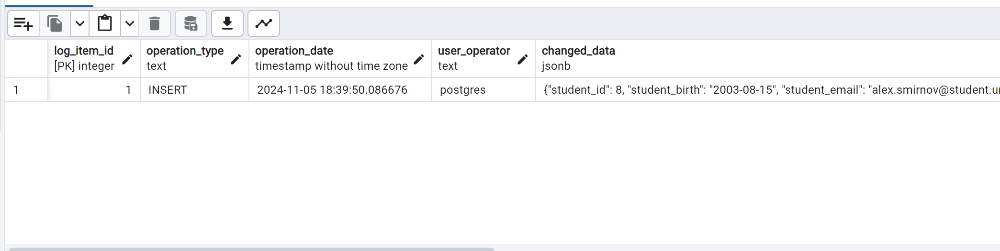 log_item_id operation_type operation_date user_operator changed_data
[PK] integer text timestamp without time zone text jsonb
1 1 INSERT 2024-11-05 18:39:50.086676 postgres {"student_id": 8, "student_birth": "2003-08-15", "student_email": "alex.smirnov@student.